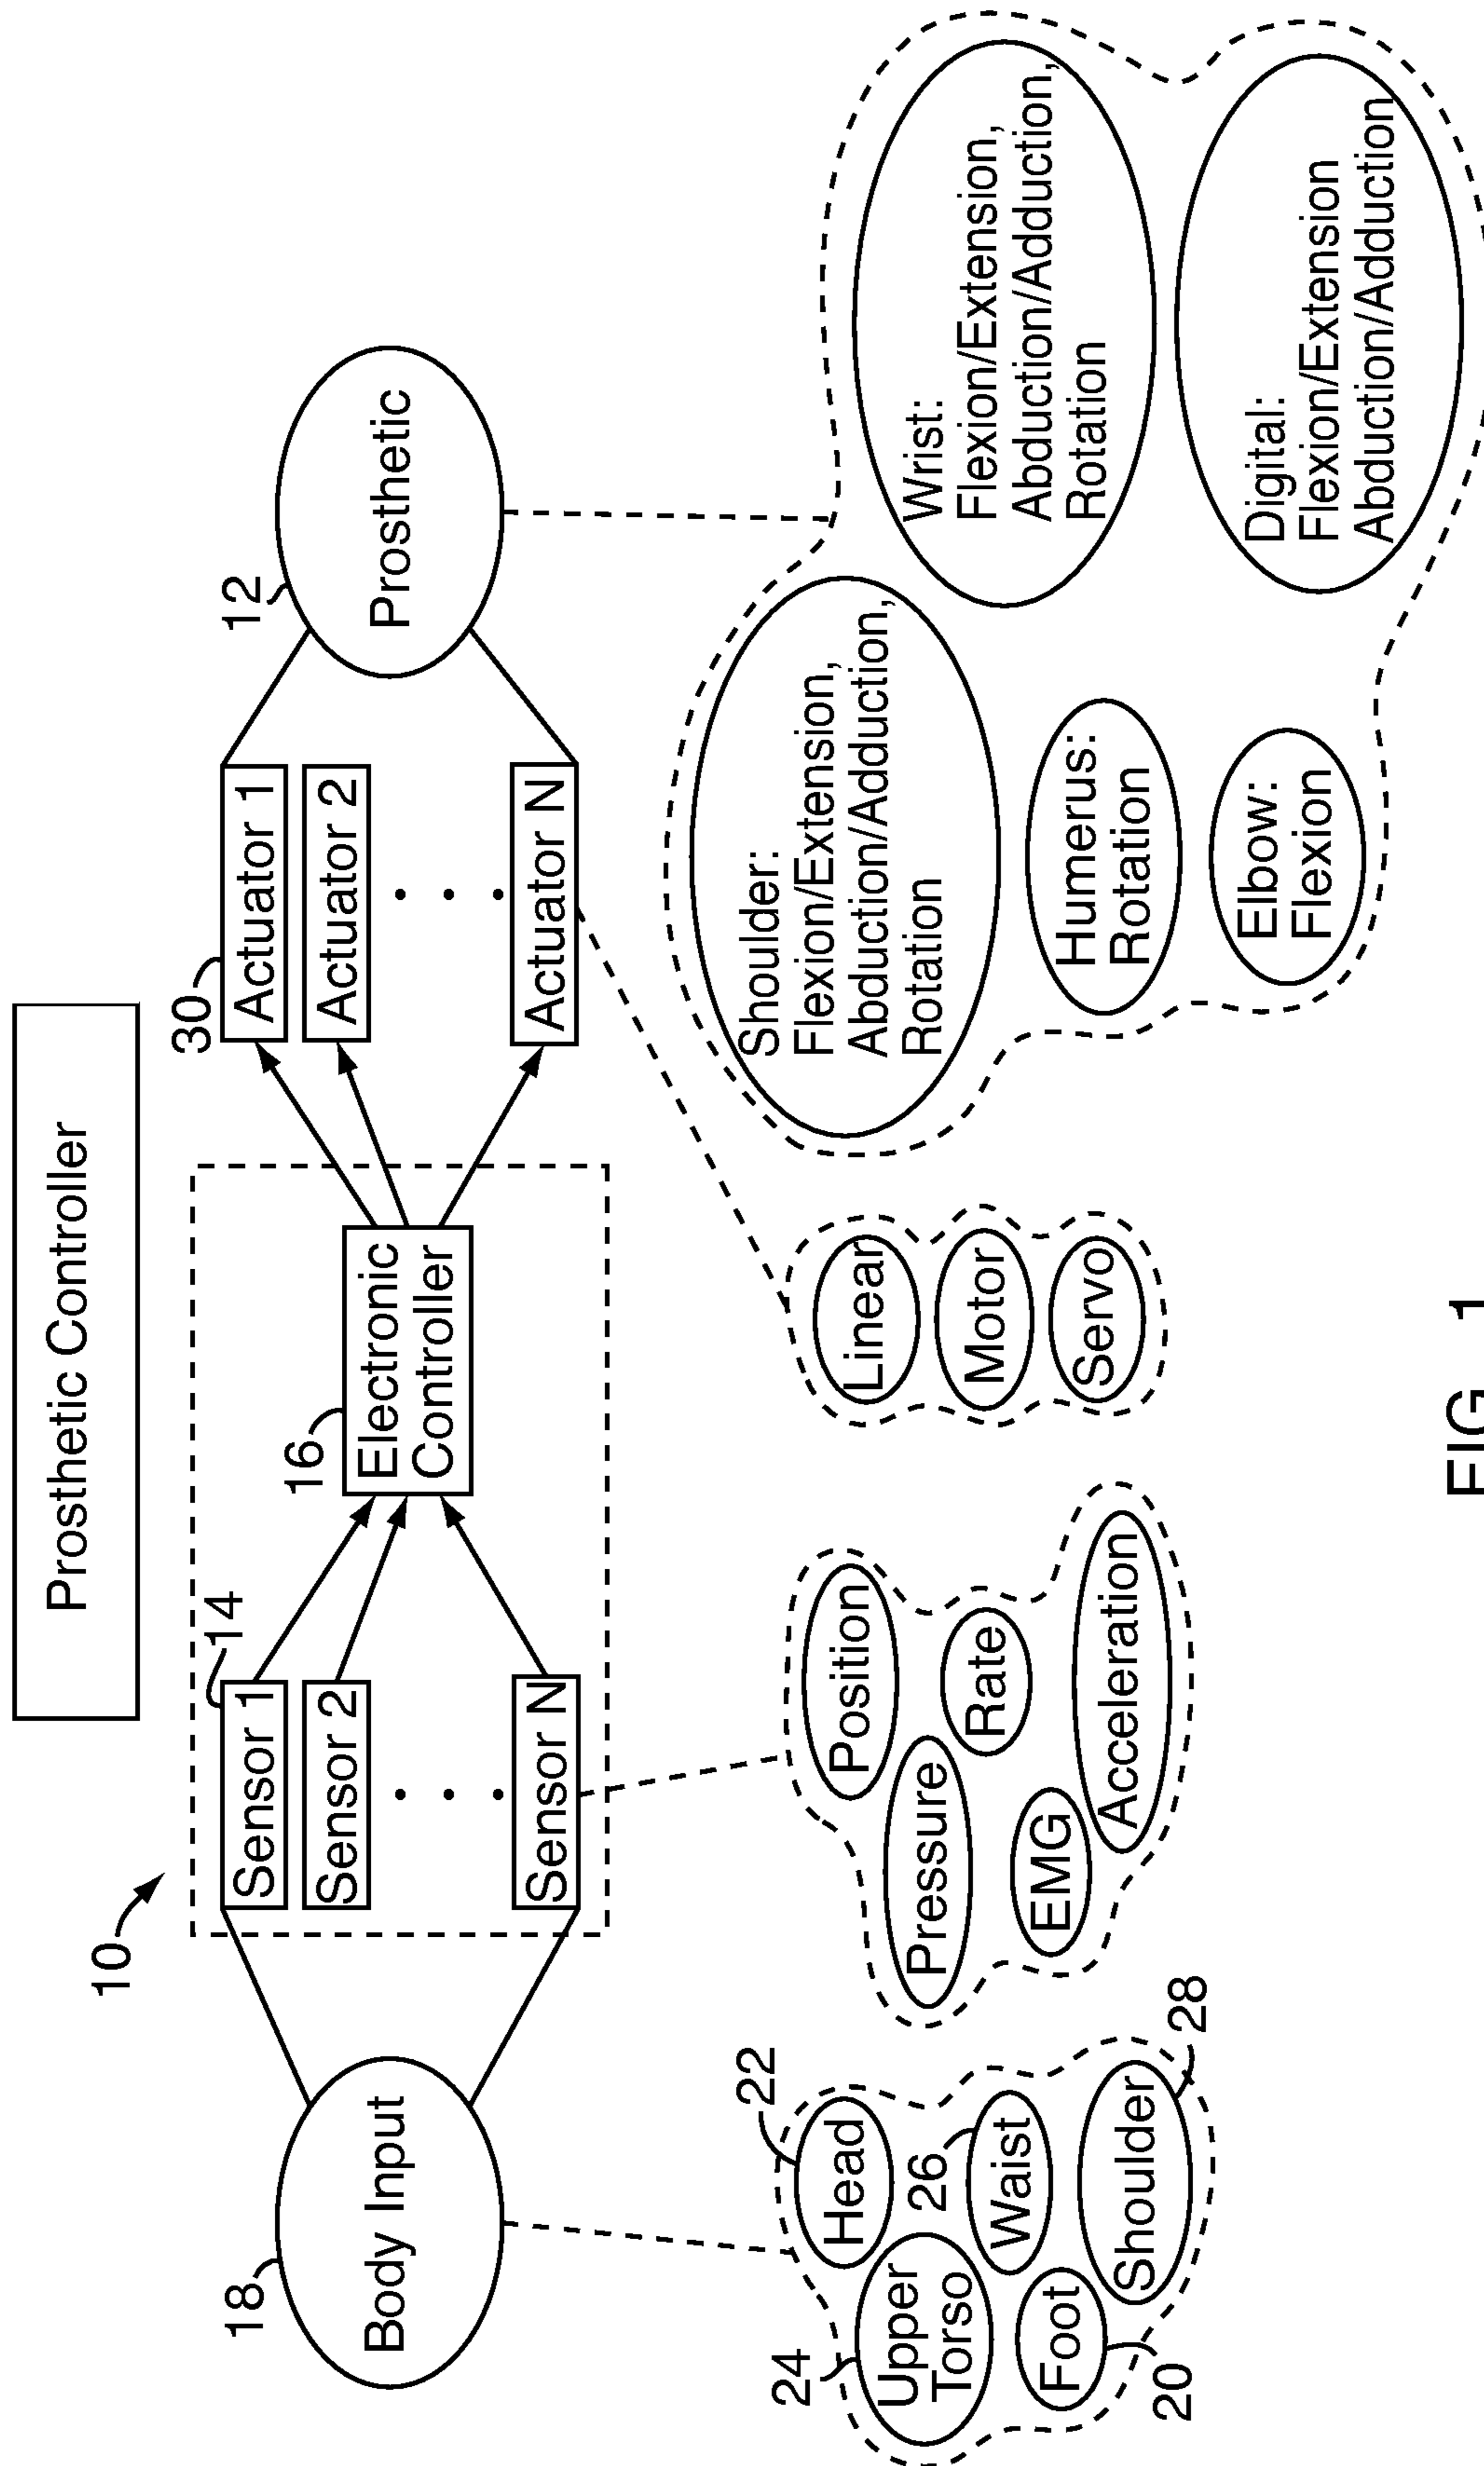 Prosthetic Controller
10
18
Body Input
14
Sensor 1
Sensor 2
Sensor N
16
Electronic
Controller
30
Actuator 1
Actuator 2
Actuator N
12
Prosthetic
22
Head
24
Upper
Torso
26
Waist
Foot
20
Shoulder
28
Position
Pressure
Rate
EMG
Acceleration
Linear
Motor
Servo
Shoulder:
Flexion/Extension,
Abduction/Adduction,
Rotation
Humerus:
Rotation
Elbow:
Flexion
Wrist:
Flexion/Extension,
Abduction/Adduction,
Rotation
Digital:
Flexion/Extension
Abduction/Adduction
FIG. 1